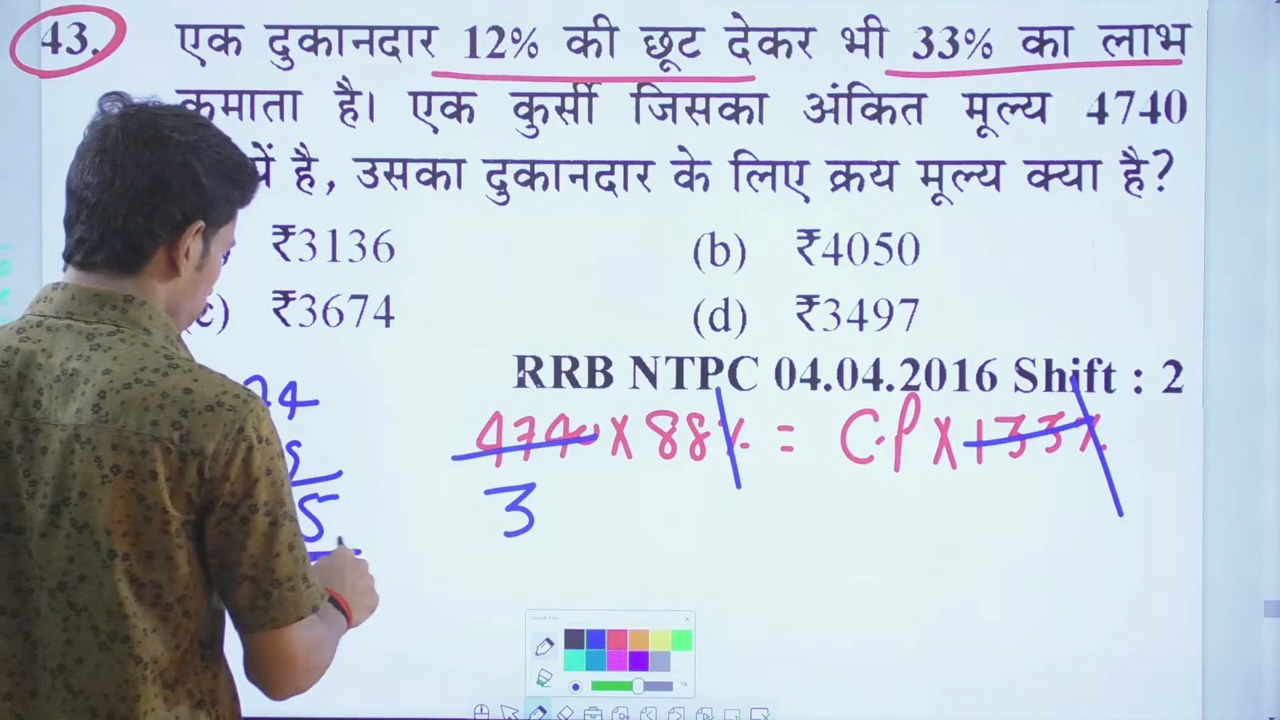 43. एक दुकानदार 12% की छूट देकर भी 33% का लाभ
कमाता है। एक कुर्सी जिसका अंकित मूल्य 4740
में है, उसका दुकानदार के लिए क्रय मूल्य क्या है?
₹3136 (b) ₹4050
(c) ₹3674 (d) ₹3497
RRB NTPC 04.04.2016 Shift : 2
4740 X 88% = C.P X 133%
3